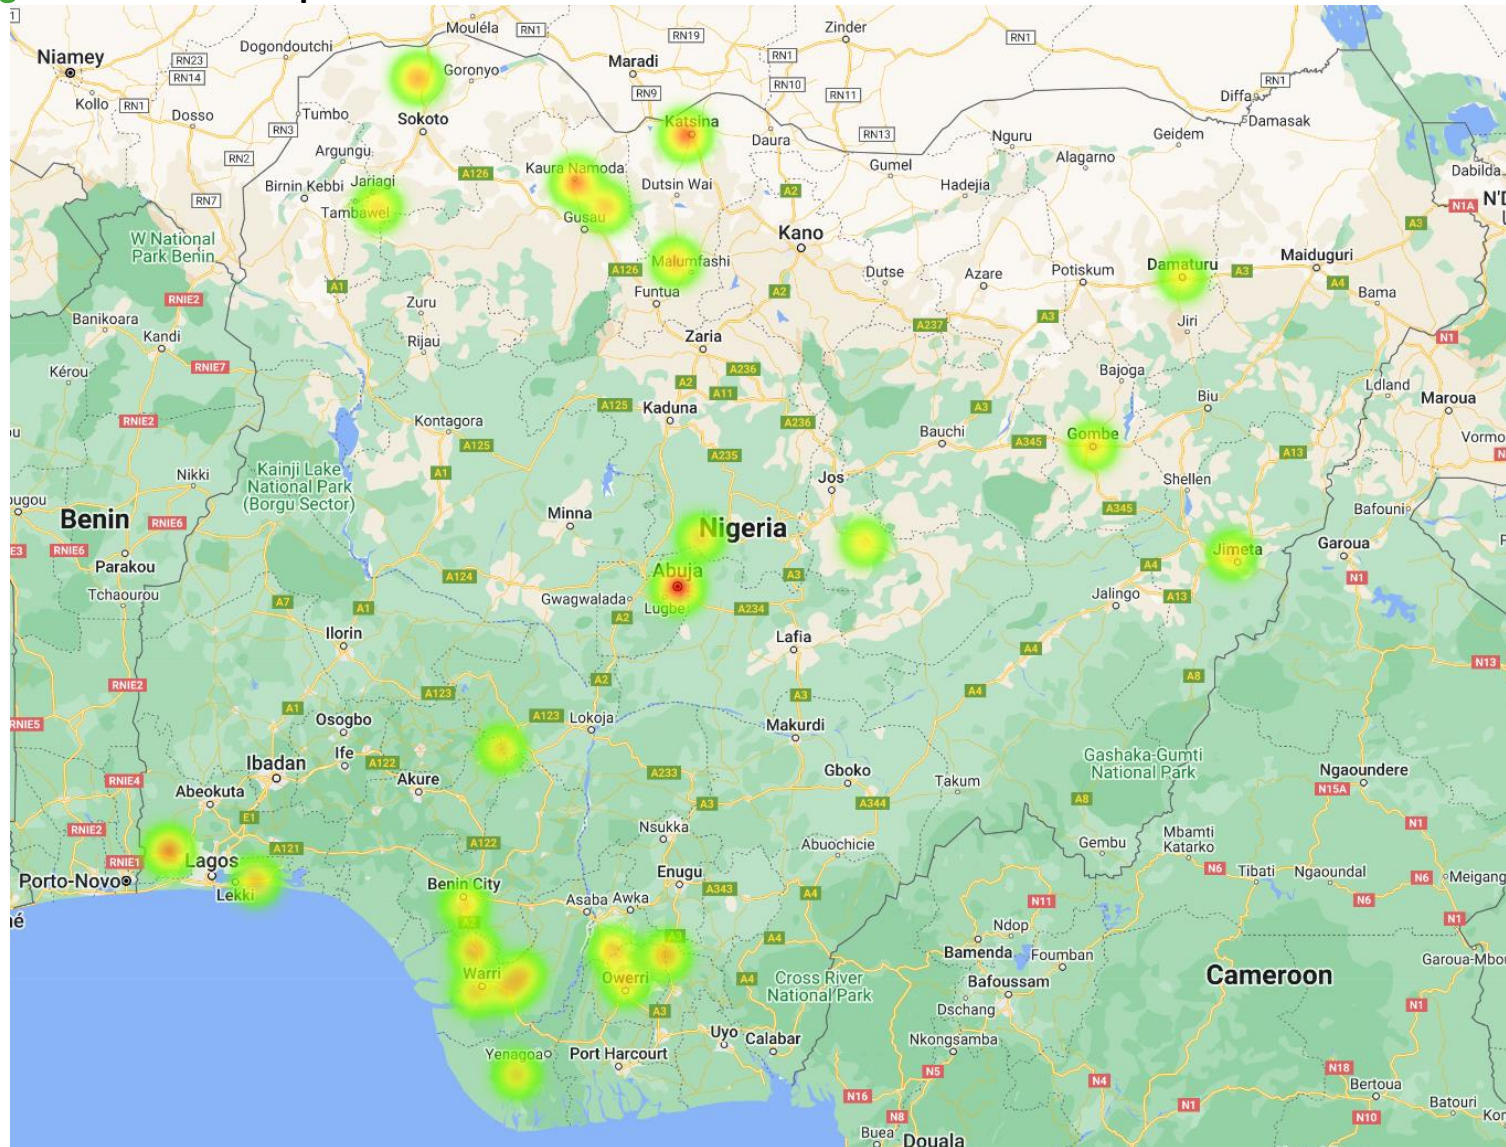 Mouléla
RN1
RN19
Zinder
RN1
RN1
Niamey
RN23
Dogondoutchi
RN14
Goronyo
Maradi
RN10
RN1
Kollo
RN1
Dosso
Tumbo
RN9
RN11
Diffa
Damasak
RN3
Sokoto
Katsina
Daura
RN13
Nguru
Geidem
Argungu
RN2
A126
Kaura Namoda
Gumel
Alagarno
Dabilda
Birnin Kebbi
Jariagi
Dutsin Wai
A2
Hadejia
RN7
Tambawel
Gusau
N1A
N'D
A3
W National
Park Benin
Kano
Malumfashi
A126
Dutse
Azare
Potiskum
Damaturu
A3
Maiduguri
A4
A1
Funtua
A2
Bama
RNIE2
Zuru
Banikoara
Kandi
Rijau
Zaria
A237
A3
Jiri
N1
Kérou
RNIE7
A236
A2
A11
Bajoga
Ldland
A125
Kaduna
A3
Biu
Maroua
RNIE2
Kontagora
A236
Bauchi
A345
Gombe
A125
A235
A13
Vormo
Kainji Lake
National Park
(Borgu Sector)
Nikki
A1
Jos
Shellen
Minna
Nigeria
A345
Bafouni
Benin
RNIE6
RNIE6
Jimeta
Garoua
Parakou
Abuja
A124
A3
A4
N1
Tchaourou
A7
A1
Gwagwalada
Lugbe
A234
Jalingo
A13
A2
Ilorin
Lafia
A4
RNIE2
A123
A2
A3
A4
A8
N13
A1
Osogbo
A123
Lokoja
Makurdi
RNIE5
Ife
Ibadan
A122
Gashaka-Gumti
National Park
RNIE4
Akure
A233
Gboko
Takum
Ngaoundere
N15A
Abeokuta
A3
A344
A8
E1
RNIE2
Nsukka
N1
A122
Abuochicie
Gembu
Mbamti
Katarko
A121
RNIE1
Lagos
N6
Tibati
Ngaoundal
Porto-Novo
Lekki
Benin City
Enugu
A343
A4
N6
Meigang
Asaba
Awka
N11
N6
A2
Ndop
N1
A3
A4
Bamenda
Foumban
Garoua-Mbou
Warri
Owerri
A4
Cross River
National Park
Bafoussam
Cameroon
Dschang
N1
A3
Uyo
Calabar
Nkongsamba
Yenagoa
Port Harcourt
N5
N4
N18
Bertoua
N16
N1
Batouri
N8
N10
Buea
Douala